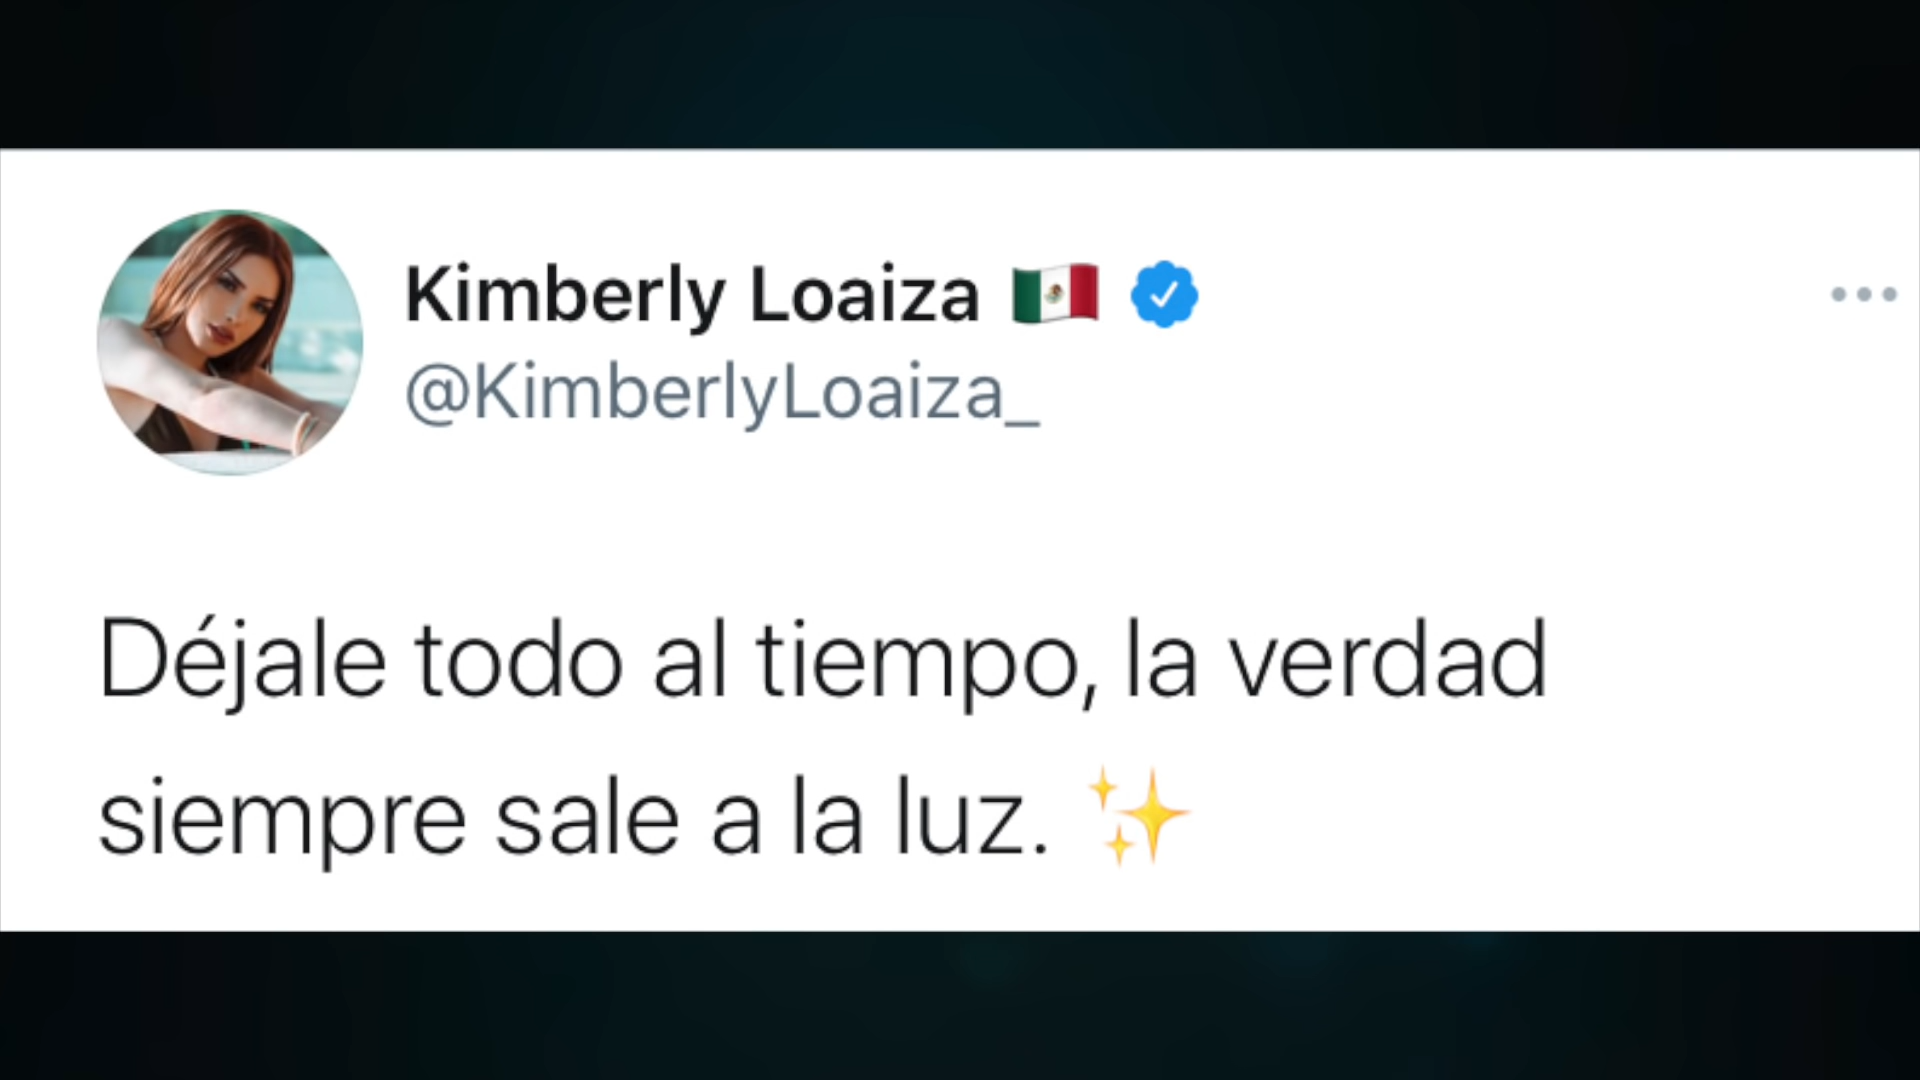 Kimberly Loaiza 🇲🇽
@KimberlyLoaiza_
Déjale todo al tiempo, la verdad
siempre sale a la luz. ✨